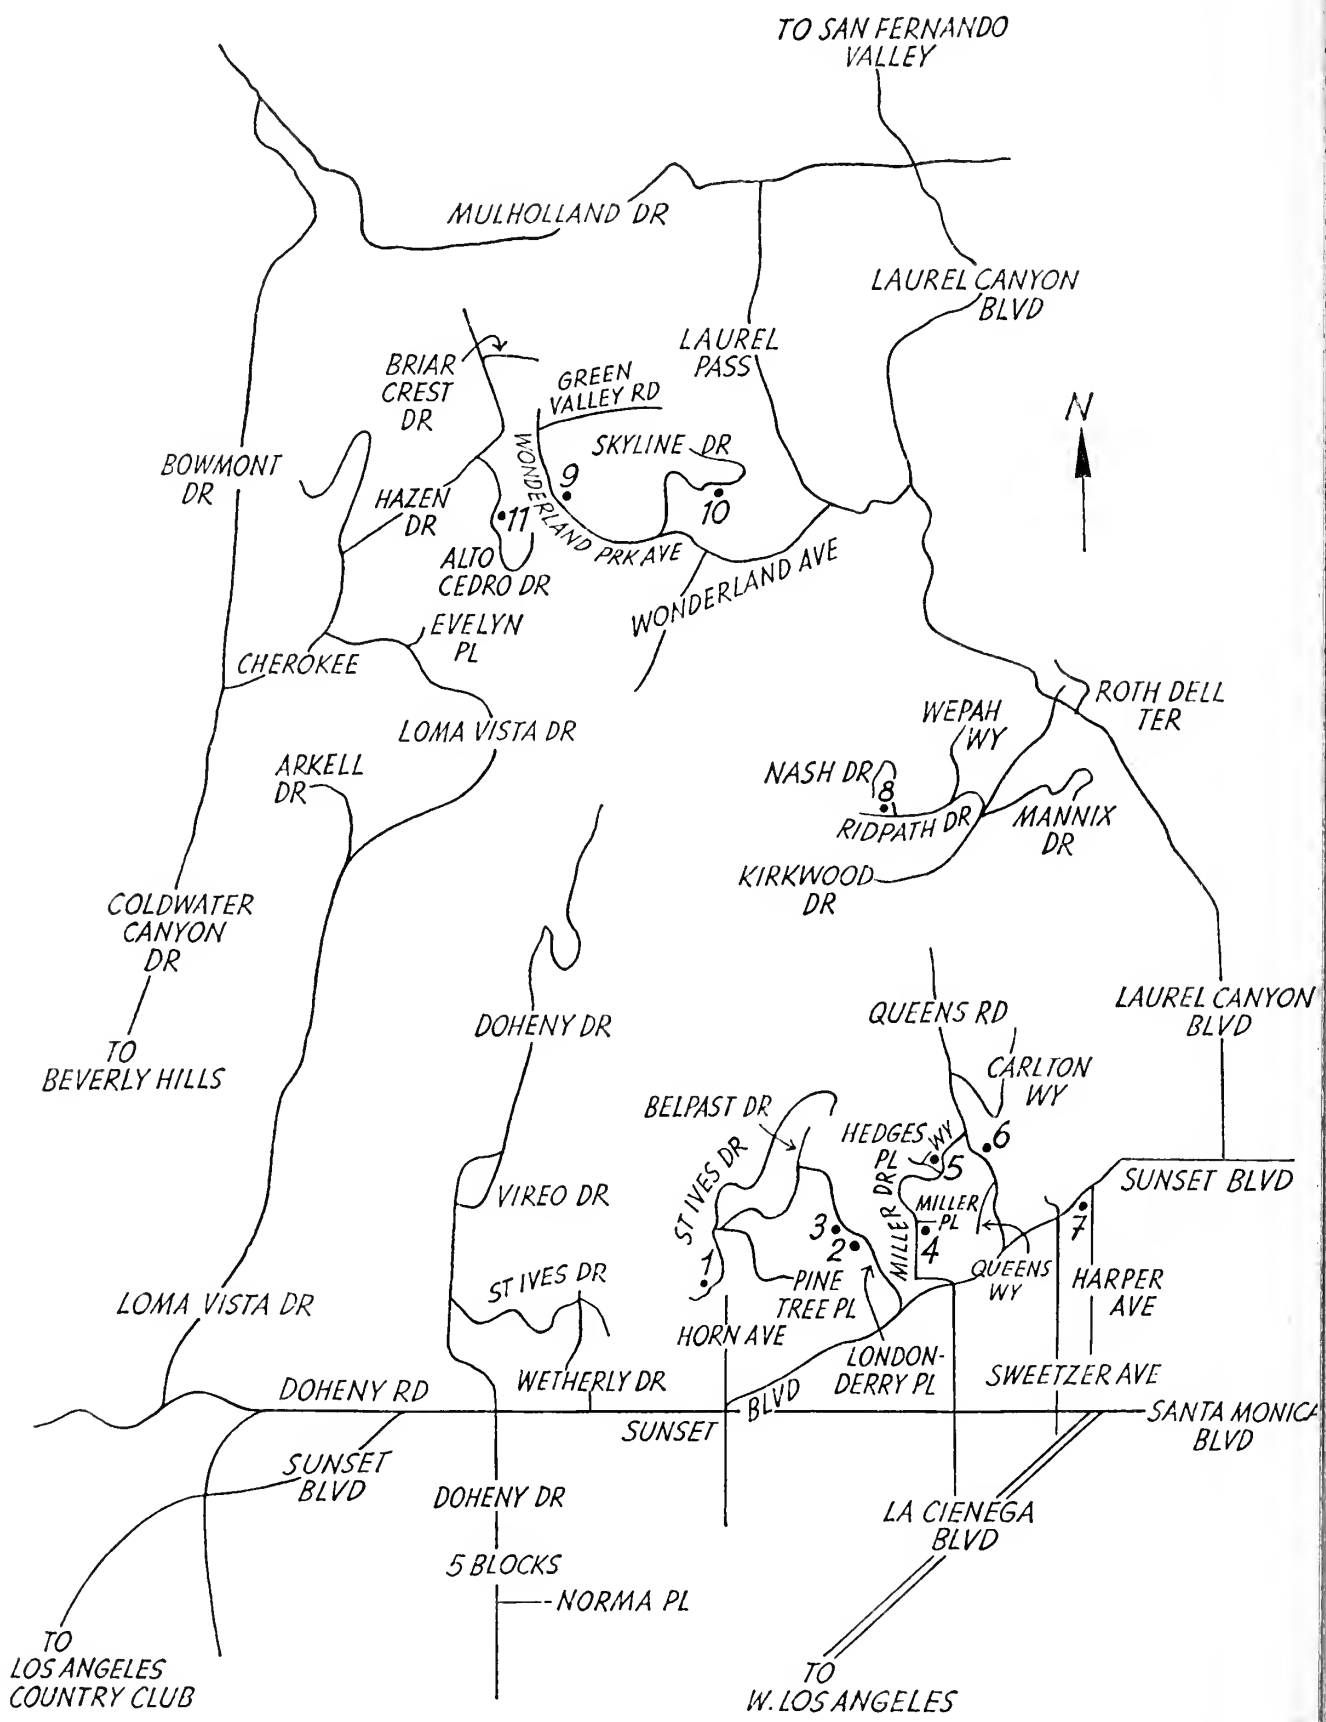 TO SAN FERNANDO
VALLEY
MULHOLLAND DR
LAUREL CANYON
BLVD
LAUREL
PASS
BRIAR
CREST
DR
GREEN
VALLEY RD
N
SKYLINE DR
BOWMONT
DR
WONDERLAND PRK AVE
9
10
HAZEN
DR
11
ALTO
CEDRO DR
WONDERLAND AVE
EVELYN
PL
CHEROKEE
ROTH DELL
TER
WEPAH
WY
LOMA VISTA DR
ARKELL
DR
NASH DR
8
RIDPATH DR
MANNIX
DR
KIRKWOOD
DR
COLDWATER
CANYON
DR
LAUREL CANYON
BLVD
QUEENS RD
DOHENY DR
TO
BEVERLY HILLS
CARLTON
WY
BELPAST DR
HEDGES
PL
WY
6
5
ST IVES DR
SUNSET BLVD
VIREO DR
MILLER DR
MILLER
PL
3
2
4
7
1
PINE
TREE PL
QUEENS
WY
HARPER
AVE
ST IVES DR
LOMA VISTA DR
HORN AVE
LONDON-
DERRY PL
SWEETZER AVE
DOHENY RD
WETHERLY DR
SUNSET
BLVD
SANTA MONICA
BLVD
SUNSET
BLVD
DOHENY DR
LA CIENEGA
BLVD
5 BLOCKS
NORMA PL
TO
LOS ANGELES
COUNTRY CLUB
TO
W. LOS ANGELES